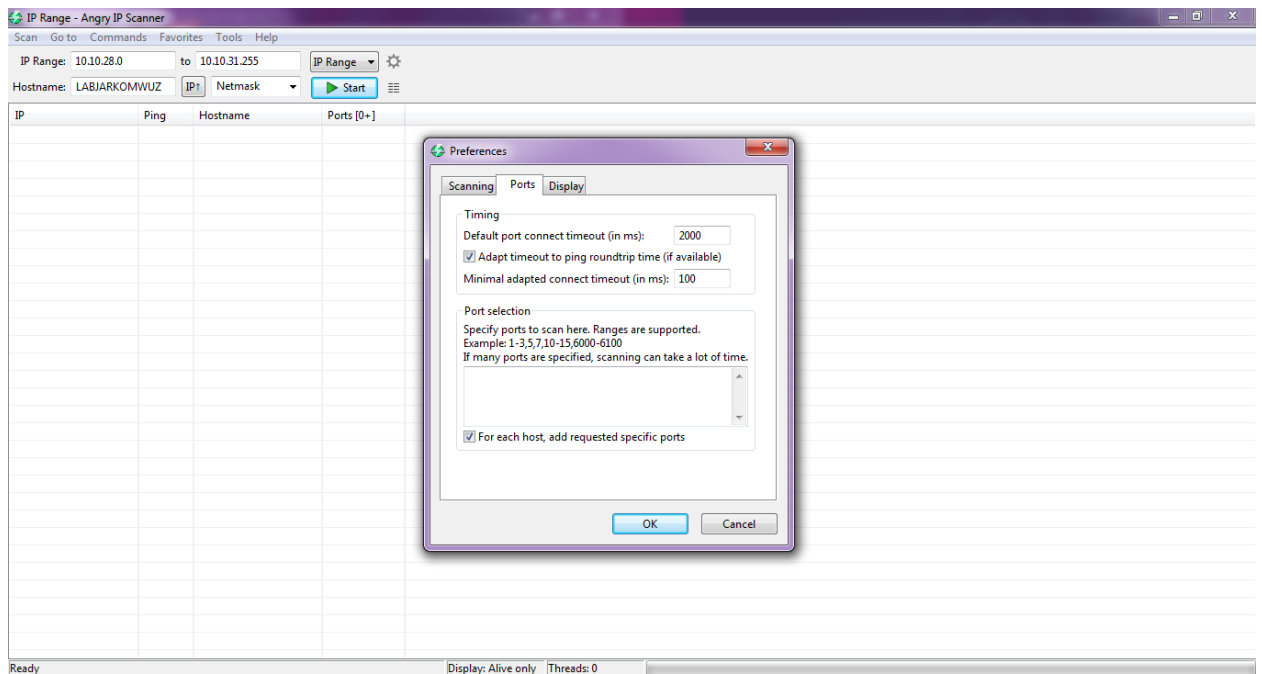 IP Range - Angry IP Scanner
Scan Go to Commands Favorites Tools Help
IP Range: 10.10.28.0 to 10.10.31.255 IP Range
Hostname: LABJARKOMWUZ IP↑ Netmask Start
IP Ping Hostname Ports [0+]
Preferences
Scanning Ports Display
Timing
Default port connect timeout (in ms): 2000
Adapt timeout to ping roundtrip time (if available)
Minimal adapted connect timeout (in ms): 100
Port selection
Specify ports to scan here. Ranges are supported.
Example: 1-3,5,7,10-15,6000-6100
If many ports are specified, scanning can take a lot of time.
For each host, add requested specific ports
OK Cancel
Ready Display: Alive only Threads: 0